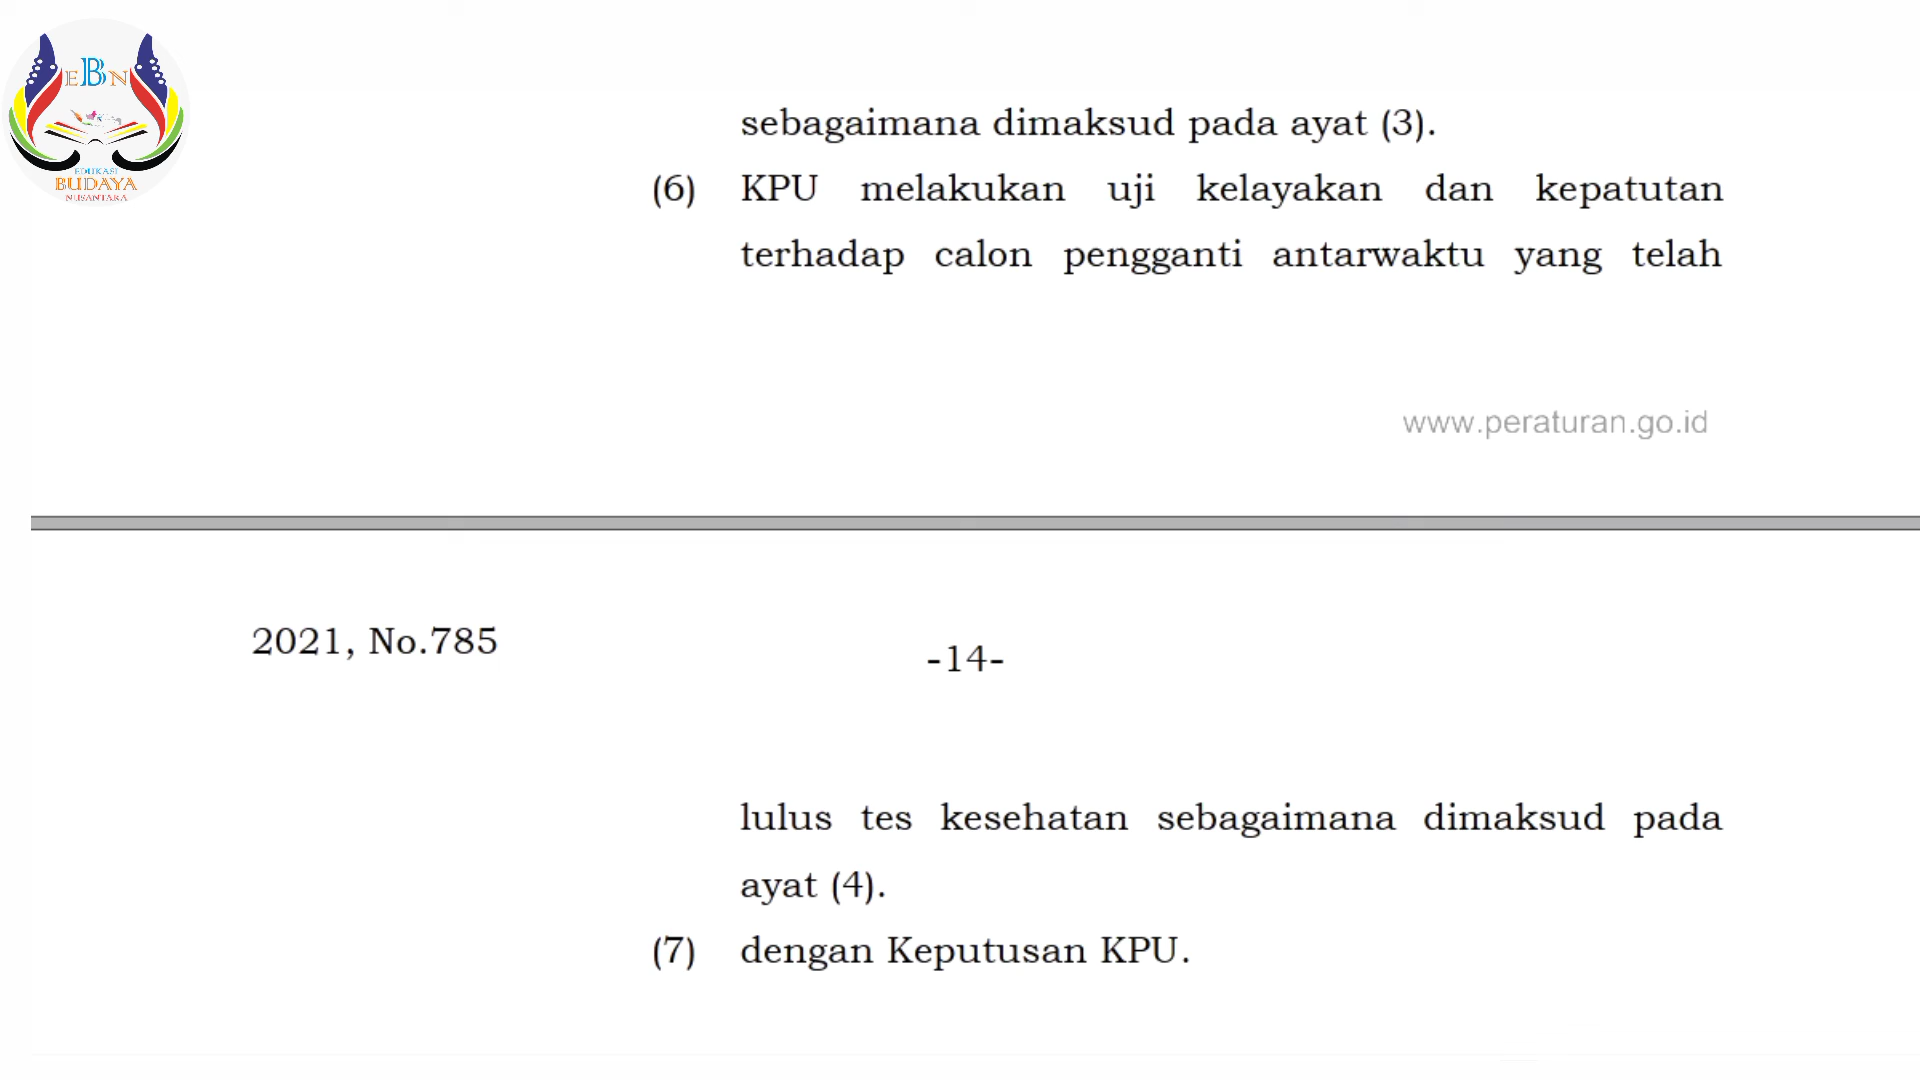 EBN
EDUKASI
BUDAYA
NUSANTARA
sebagaimana dimaksud pada ayat (3).
(6) KPU melakukan uji kelayakan dan kepatutan
terhadap calon pengganti antarwaktu yang telah
www.peraturan.go.id
2021, No.785
-14-
lulus tes kesehatan sebagaimana dimaksud pada
ayat (4).
(7) dengan Keputusan KPU.